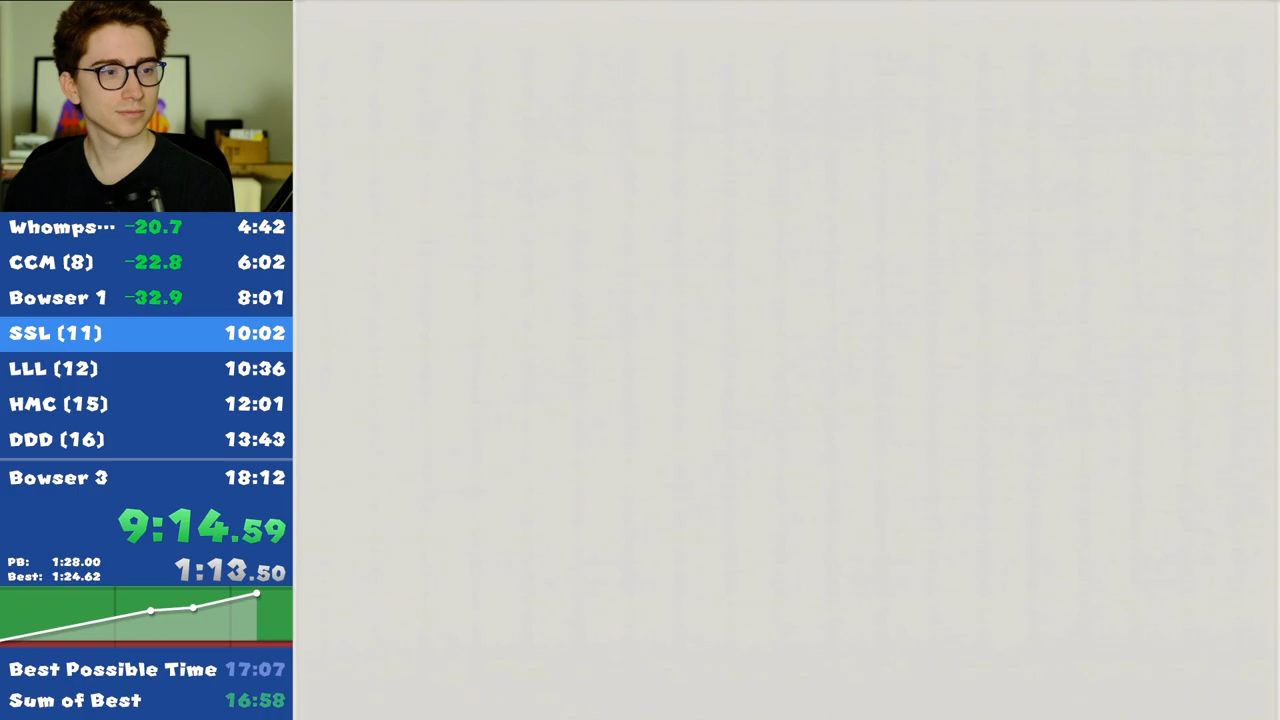 Whomps… −20.7 4:42
CCM (8) −22.8 6:02
Bowser 1 −32.9 8:01
SSL (11) 10:02
LLL (12) 10:36
HMC (15) 12:01
DDD (16) 13:43
Bowser 3 18:12
9:14.59
PB: 1:28.00
Best: 1:24.62
1:13.50
Best Possible Time 17:07
Sum of Best 16:58